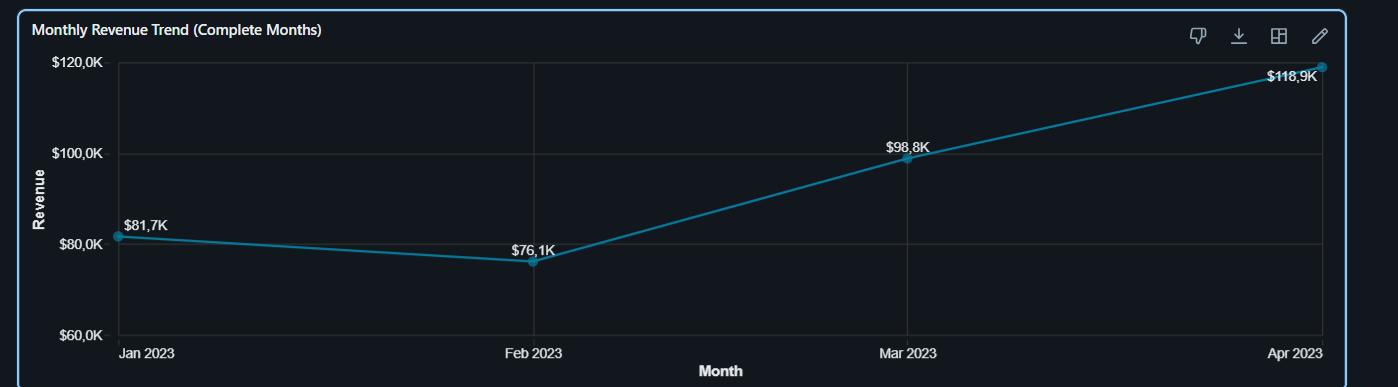 Monthly Revenue Trend (Complete Months)
$120,0K
$118,9K
$100,0K
$98,8K
Revenue
$81,7K
$80,0K
$76,1K
$60,0K
Jan 2023 Feb 2023 Mar 2023 Apr 2023
Month